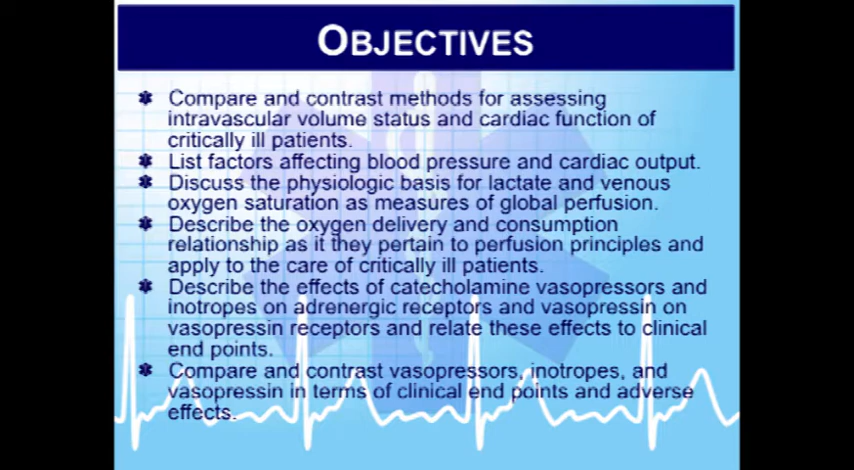 OBJECTIVES
* Compare and contrast methods for assessing
intravascular volume status and cardiac function of
critically ill patients.
* List factors affecting blood pressure and cardiac output.
* Discuss the physiologic basis for lactate and venous
oxygen saturation as measures of global perfusion.
* Describe the oxygen delivery and consumption
relationship as it they pertain to perfusion principles and
apply to the care of critically ill patients.
* Describe the effects of catecholamine vasopressors and
inotropes on adrenergic receptors and vasopressin on
vasopressin receptors and relate these effects to clinical
end points.
* Compare and contrast vasopressors, inotropes, and
vasopressin in terms of clinical end points and adverse
effects.